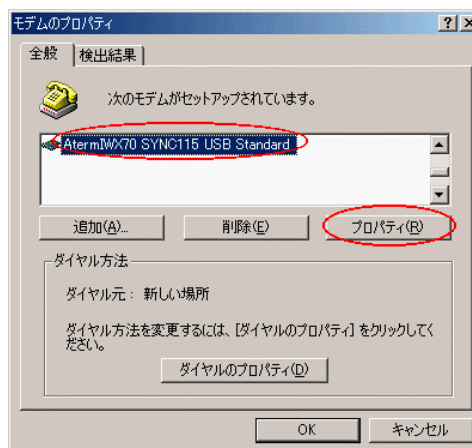 モデムのプロパティ
全般
検出結果
次のモデムがセットアップされています。
AtermIWX70 SYNC115 USB Standard
追加(A)...
削除(E)
プロパティ(R)
ダイヤル方法
ダイヤル元： 新しい場所
ダイヤル方法を変更するには、[ダイヤルのプロパティ] をクリックしてく
ださい。
ダイヤルのプロパティ(D)
OK
キャンセル